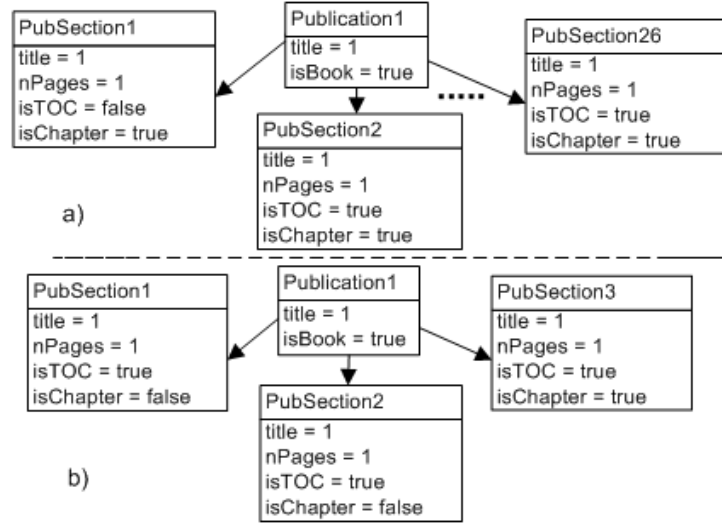 PubSection1
title = 1
nPages = 1
isTOC = false
isChapter = true
Publication1
title = 1
isBook = true
PubSection26
title = 1
nPages = 1
isTOC = true
isChapter = true
PubSection2
title = 1
nPages = 1
isTOC = true
isChapter = true
a)
PubSection1
title = 1
nPages = 1
isTOC = true
isChapter = false
Publication1
title = 1
isBook = true
PubSection3
title = 1
nPages = 1
isTOC = true
isChapter = true
PubSection2
title = 1
nPages = 1
isTOC = true
isChapter = false
b)